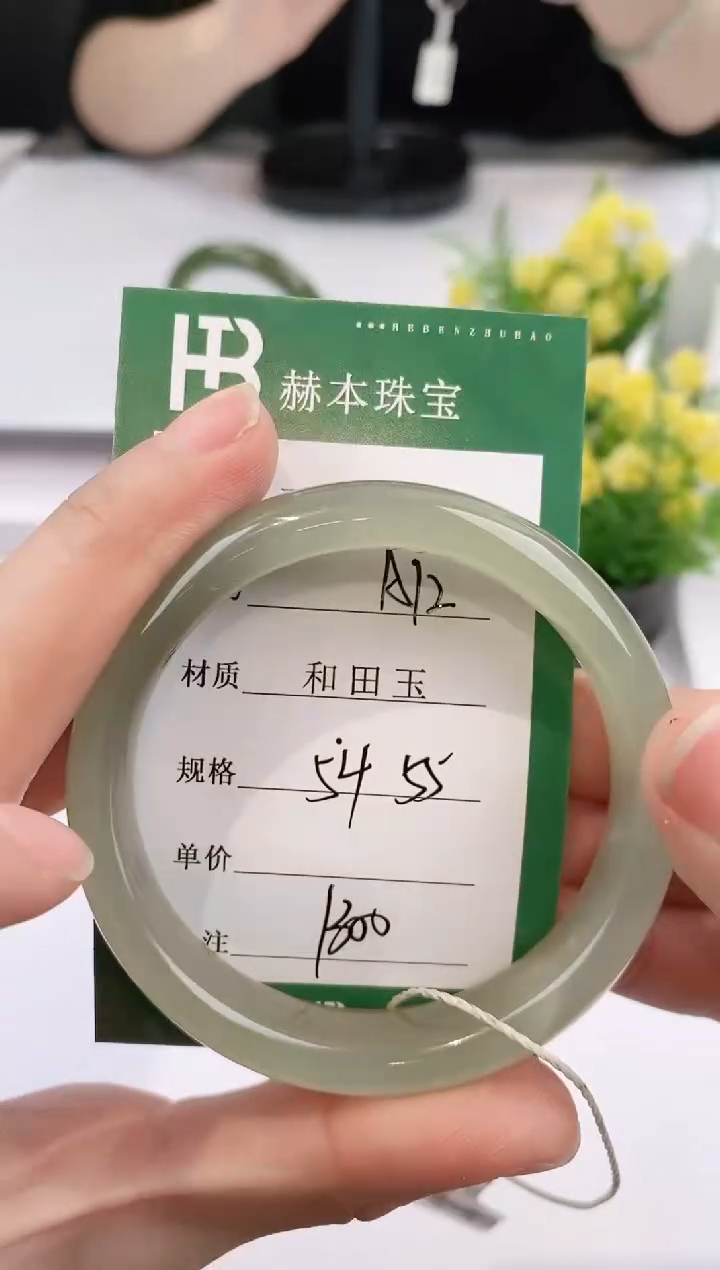 HEBENZHUBAO
HB 赫本珠宝
A12
材质 和田玉
规格 54 55
单价
注 1800